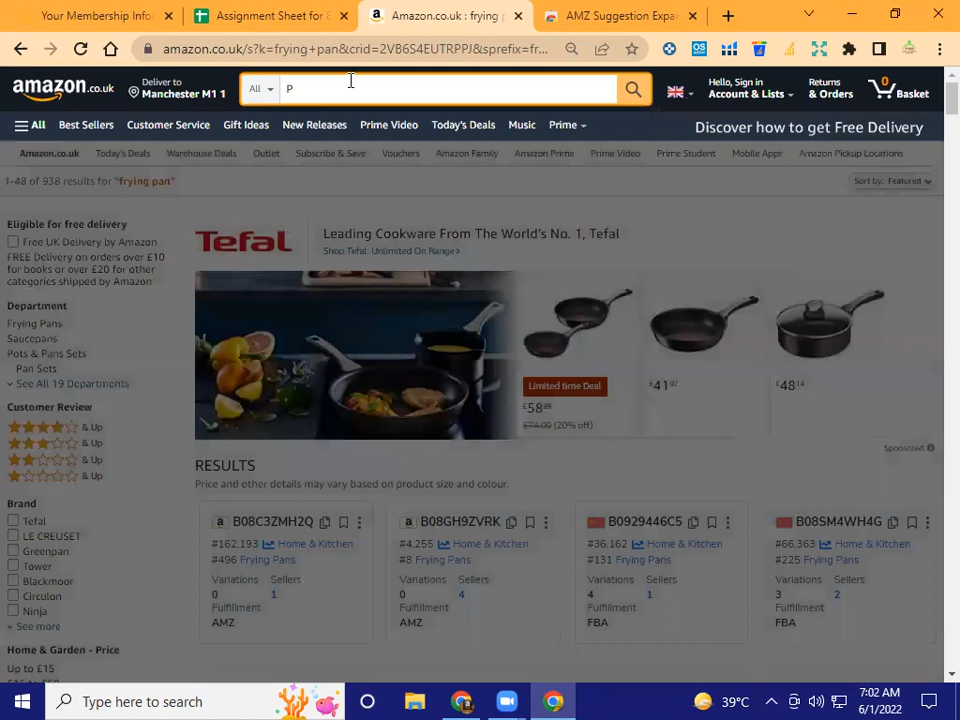 Your Membership Info
Assignment Sheet for 8
Amazon.co.uk : frying p
AMZ Suggestion Expa
amazon.co.uk/s?k=frying+pan&crid=2VB6S4EUTRPPJ&sprefix=fr...
amazon.co.uk
Deliver to
Manchester M1 1
All
P
Hello, Sign in
Account & Lists
Returns
& Orders
0
Basket
All
Best Sellers
Customer Service
Gift Ideas
New Releases
Prime Video
Today's Deals
Music
Prime
Discover how to get Free Delivery
Amazon.co.uk
Today's Deals
Warehouse Deals
Outlet
Subscribe & Save
Vouchers
Amazon Family
Amazon Prime
Prime Video
Prime Student
Mobile Apps
Amazon Pickup Locations
1-48 of 938 results for "frying pan"
Sort by: Featured
Eligible for free delivery
Free UK Delivery by Amazon
FREE Delivery on orders over £10
for books or over £20 for other
categories shipped by Amazon
Department
Frying Pans
Saucepans
Pots & Pans Sets
Pan Sets
See All 19 Departments
Customer Review
& Up
& Up
& Up
& Up
Brand
Tefal
LE CREUSET
Greenpan
Tower
Blackmoor
Circulon
Ninja
See more
Home & Garden - Price
Up to £15
Tefal
Leading Cookware From The World's No. 1, Tefal
Shop Tefal: Unlimited On Range >
Limited time Deal
£74.00 (20% off)
Sponsored
RESULTS
Price and other details may vary based on product size and colour.
B08C3ZMH2Q
#162,193 Home & Kitchen
#496 Frying Pans
Variations Sellers
0 1
Fulfillment
AMZ
B08GH9ZVRK
#4,255 Home & Kitchen
#8 Frying Pans
Variations Sellers
0 4
Fulfillment
AMZ
B0929446C5
#36,162 Home & Kitchen
#131 Frying Pans
Variations Sellers
4 1
Fulfillment
FBA
B08SM4WH4G
#66,363 Home & Kitchen
#225 Frying Pans
Variations Sellers
3 2
Fulfillment
FBA
Type here to search
39°C
7:02 AM
6/1/2022